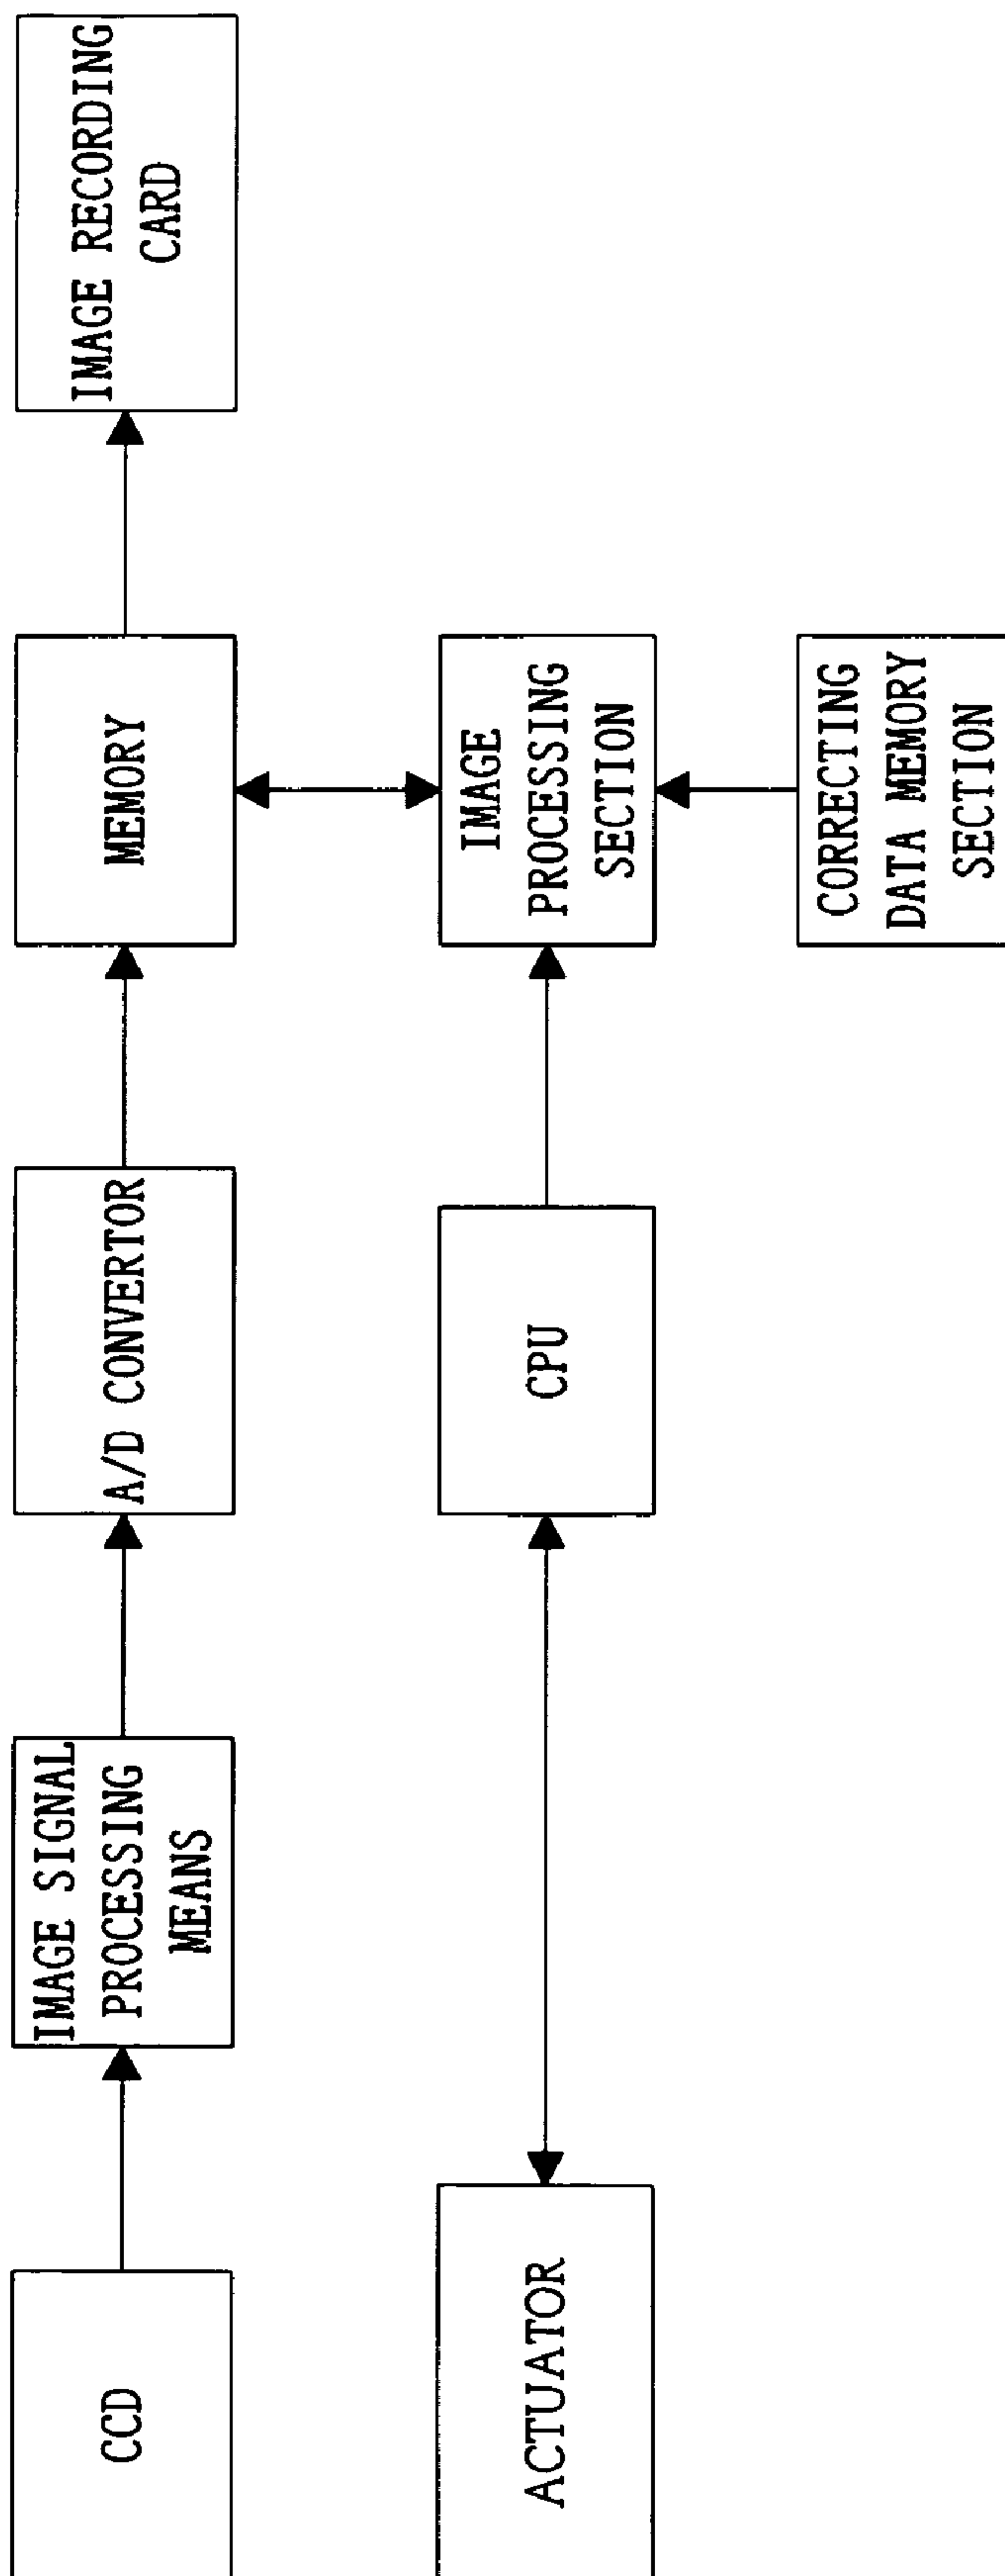 CCD
IMAGE SIGNAL
PROCESSING
MEANS
A/D CONVERTOR
MEMORY
IMAGE RECORDING
CARD
ACTUATOR
CPU
IMAGE
PROCESSING
SECTION
CORRECTING
DATA MEMORY
SECTION